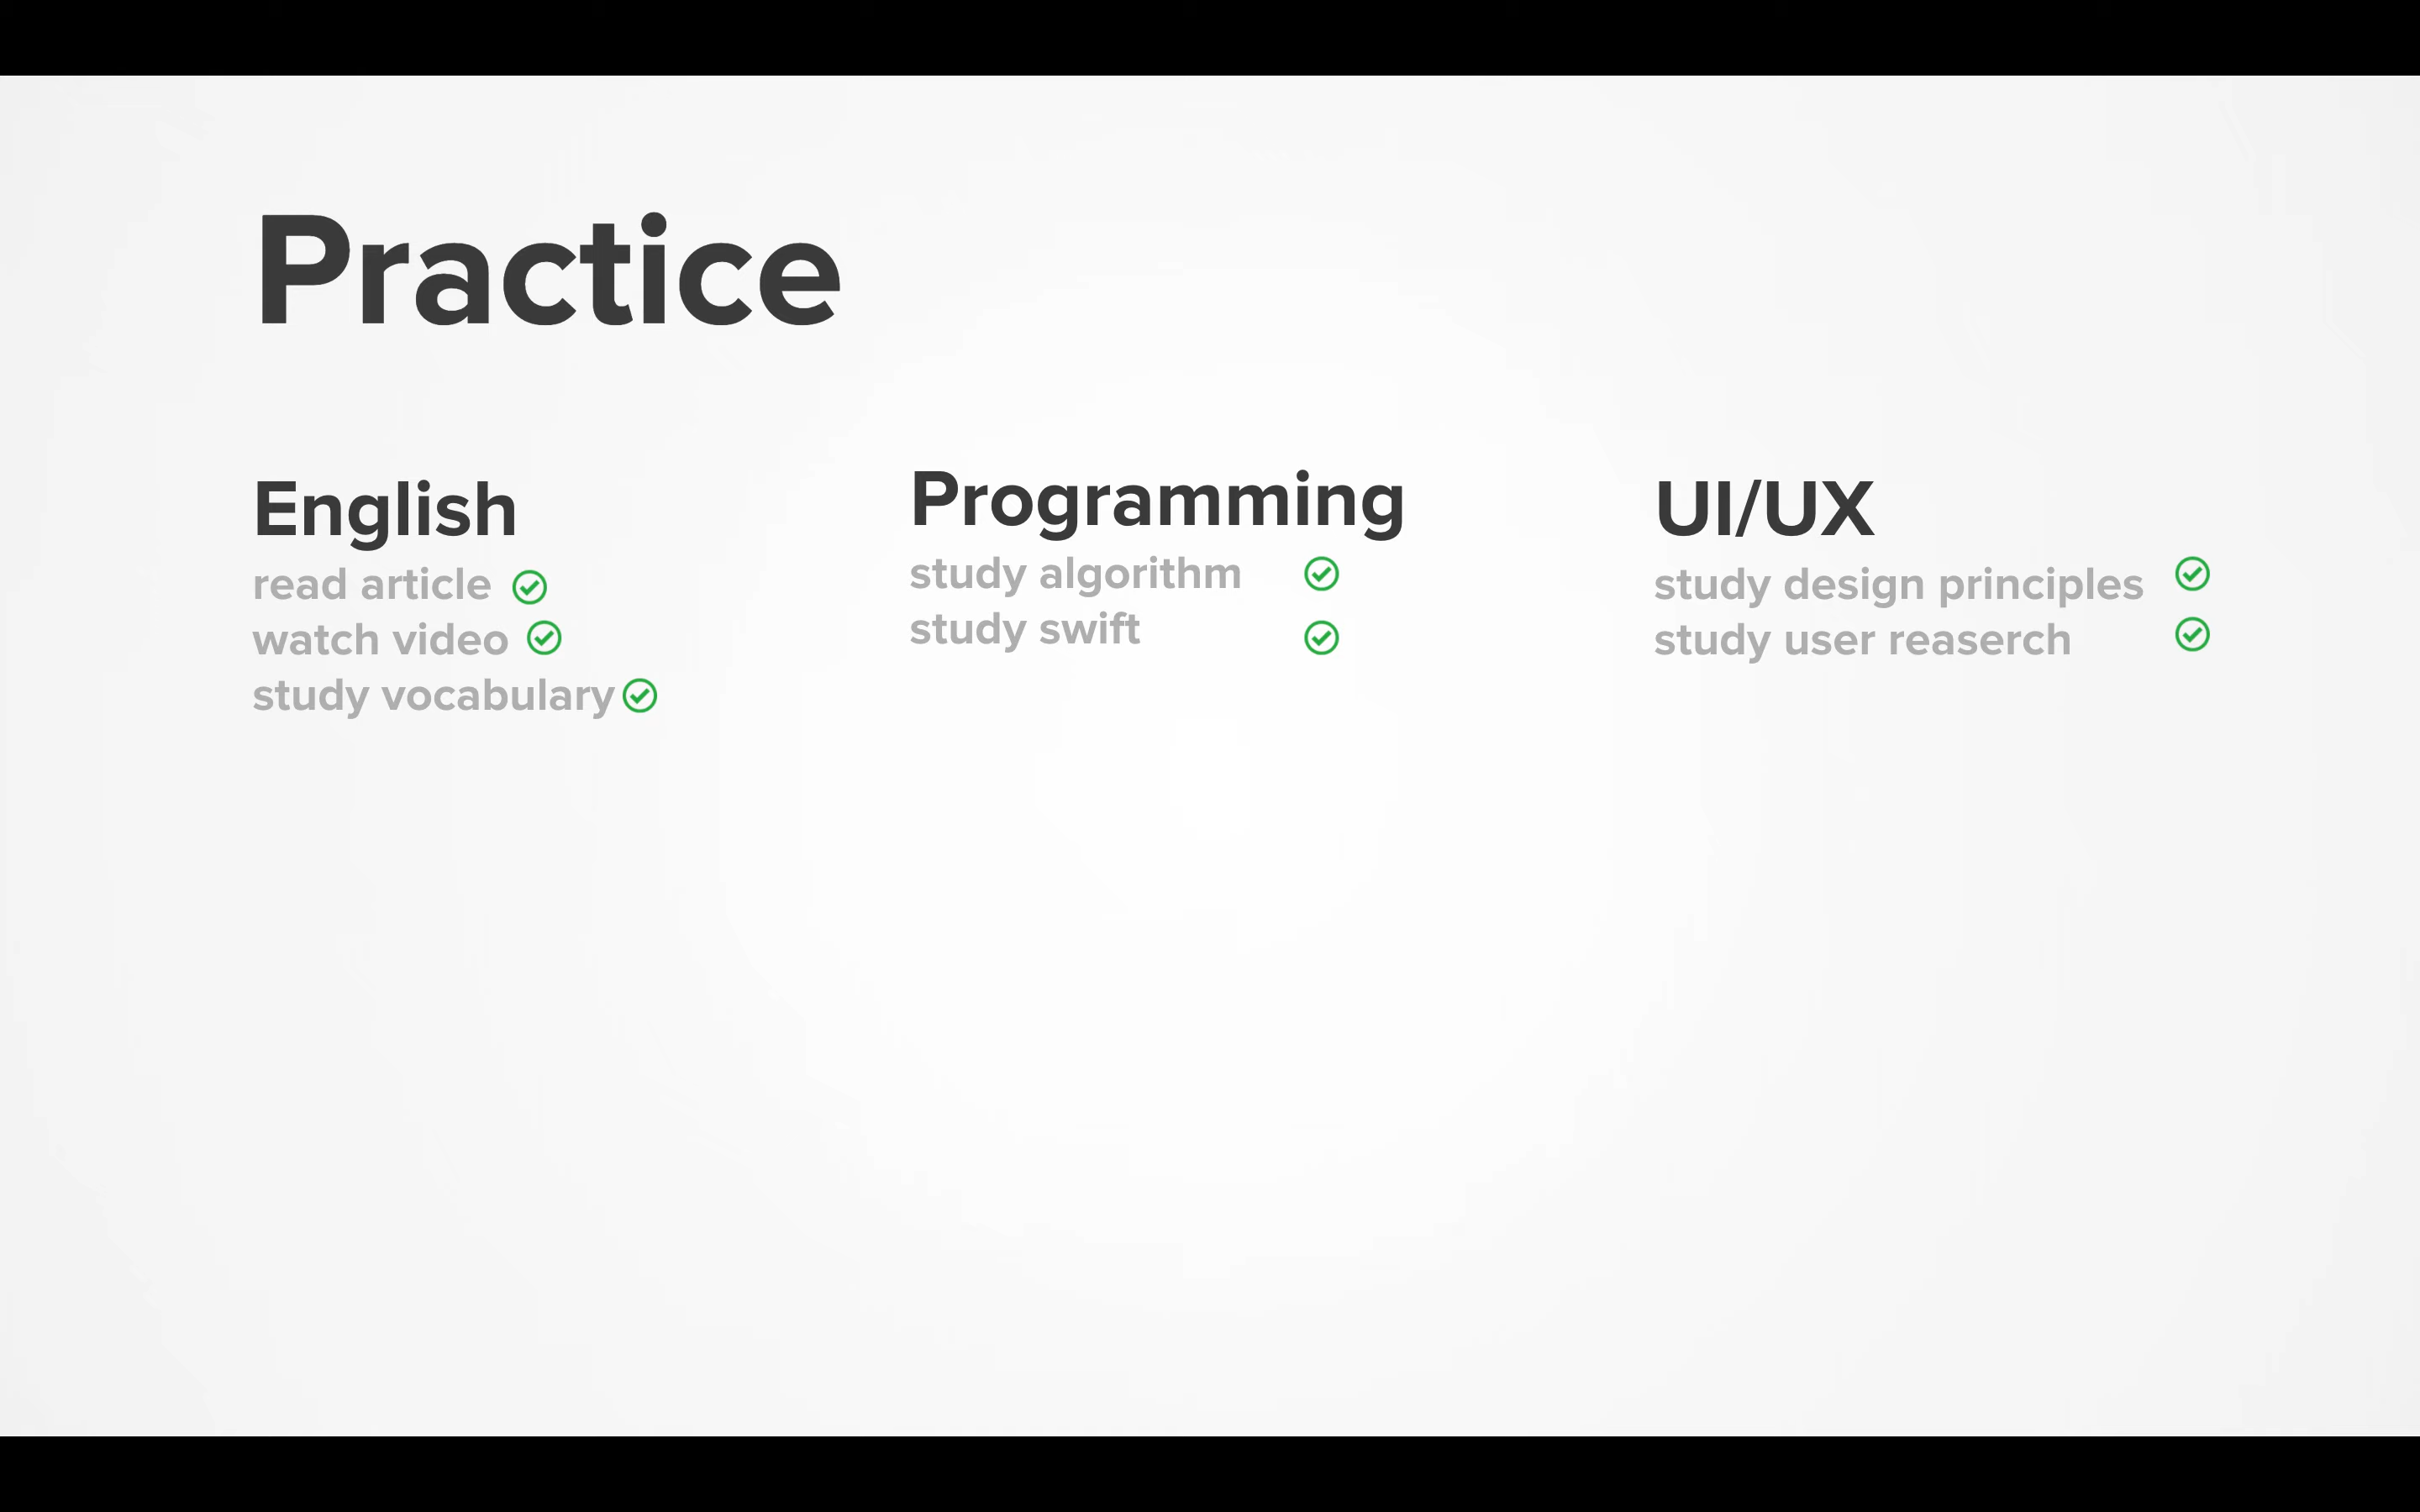 Practice
English
read article
watch video
study vocabulary
Programming
study algorithm
study swift
UI/UX
study design principles
study user reaserch